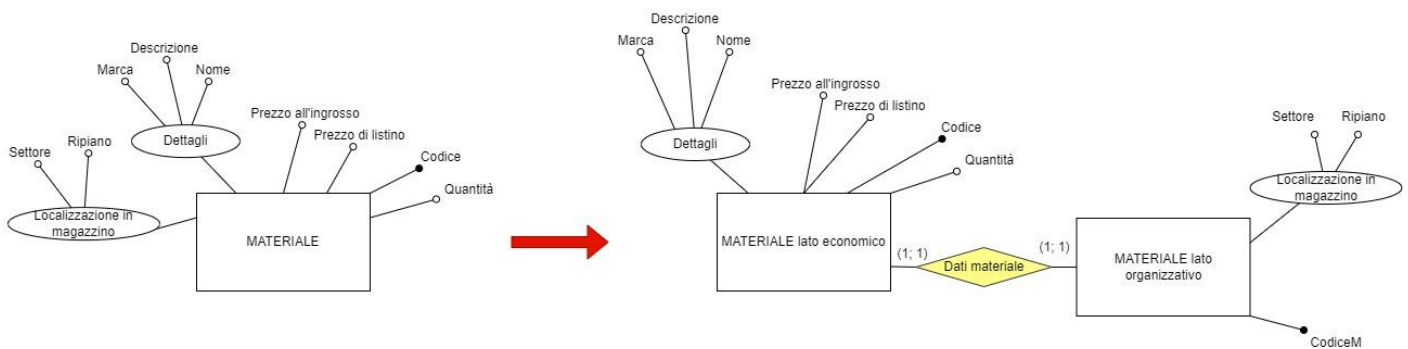 Descrizione
Marca
Nome
Dettagli
Prezzo all'ingrosso
Prezzo di listino
Settore
Ripiano
Codice
Quantità
Localizzazione in
magazzino
MATERIALE
Descrizione
Marca
Nome
Dettagli
Prezzo all'ingrosso
Prezzo di listino
Codice
Quantità
MATERIALE lato economico
(1; 1)
Dati materiale
(1; 1)
Settore
Ripiano
Localizzazione in
magazzino
MATERIALE lato
organizzativo
CodiceM